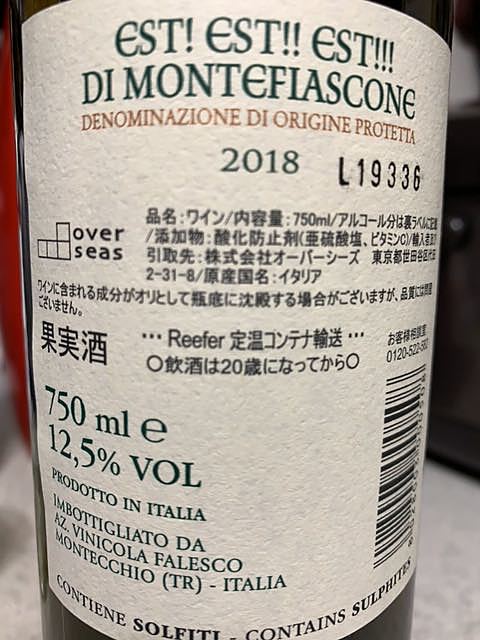 EST! EST!! EST!!!
DI MONTEFIASCONE
DENOMINAZIONE DI ORIGINE PROTETTA
2018
L19336
over
seas
品名:ワイン/内容量:750ml/アルコール分は裏ラベルに記載
/添加物:酸化防止剤(亜硫酸塩、ビタミンC)/輸入者及び
引取先:株式会社オーバーシーズ 東京都世田谷区
2-31-8/原産国名:イタリア
ワインに含まれる成分がオリとして瓶底に沈殿する場合がございますが、品質には問題
ございません。
果実酒
… Reefer 定温コンテナ輸送 …
○飲酒は20歳になってから○
お客様相談室
0120-522-582
750 ml e
12,5% VOL
PRODOTTO IN ITALIA
IMBOTTIGLIATO DA
AZ. VINICOLA FALESCO
MONTECCHIO (TR) - ITALIA
CONTIENE SOLFITI - CONTAINS SULPHITES